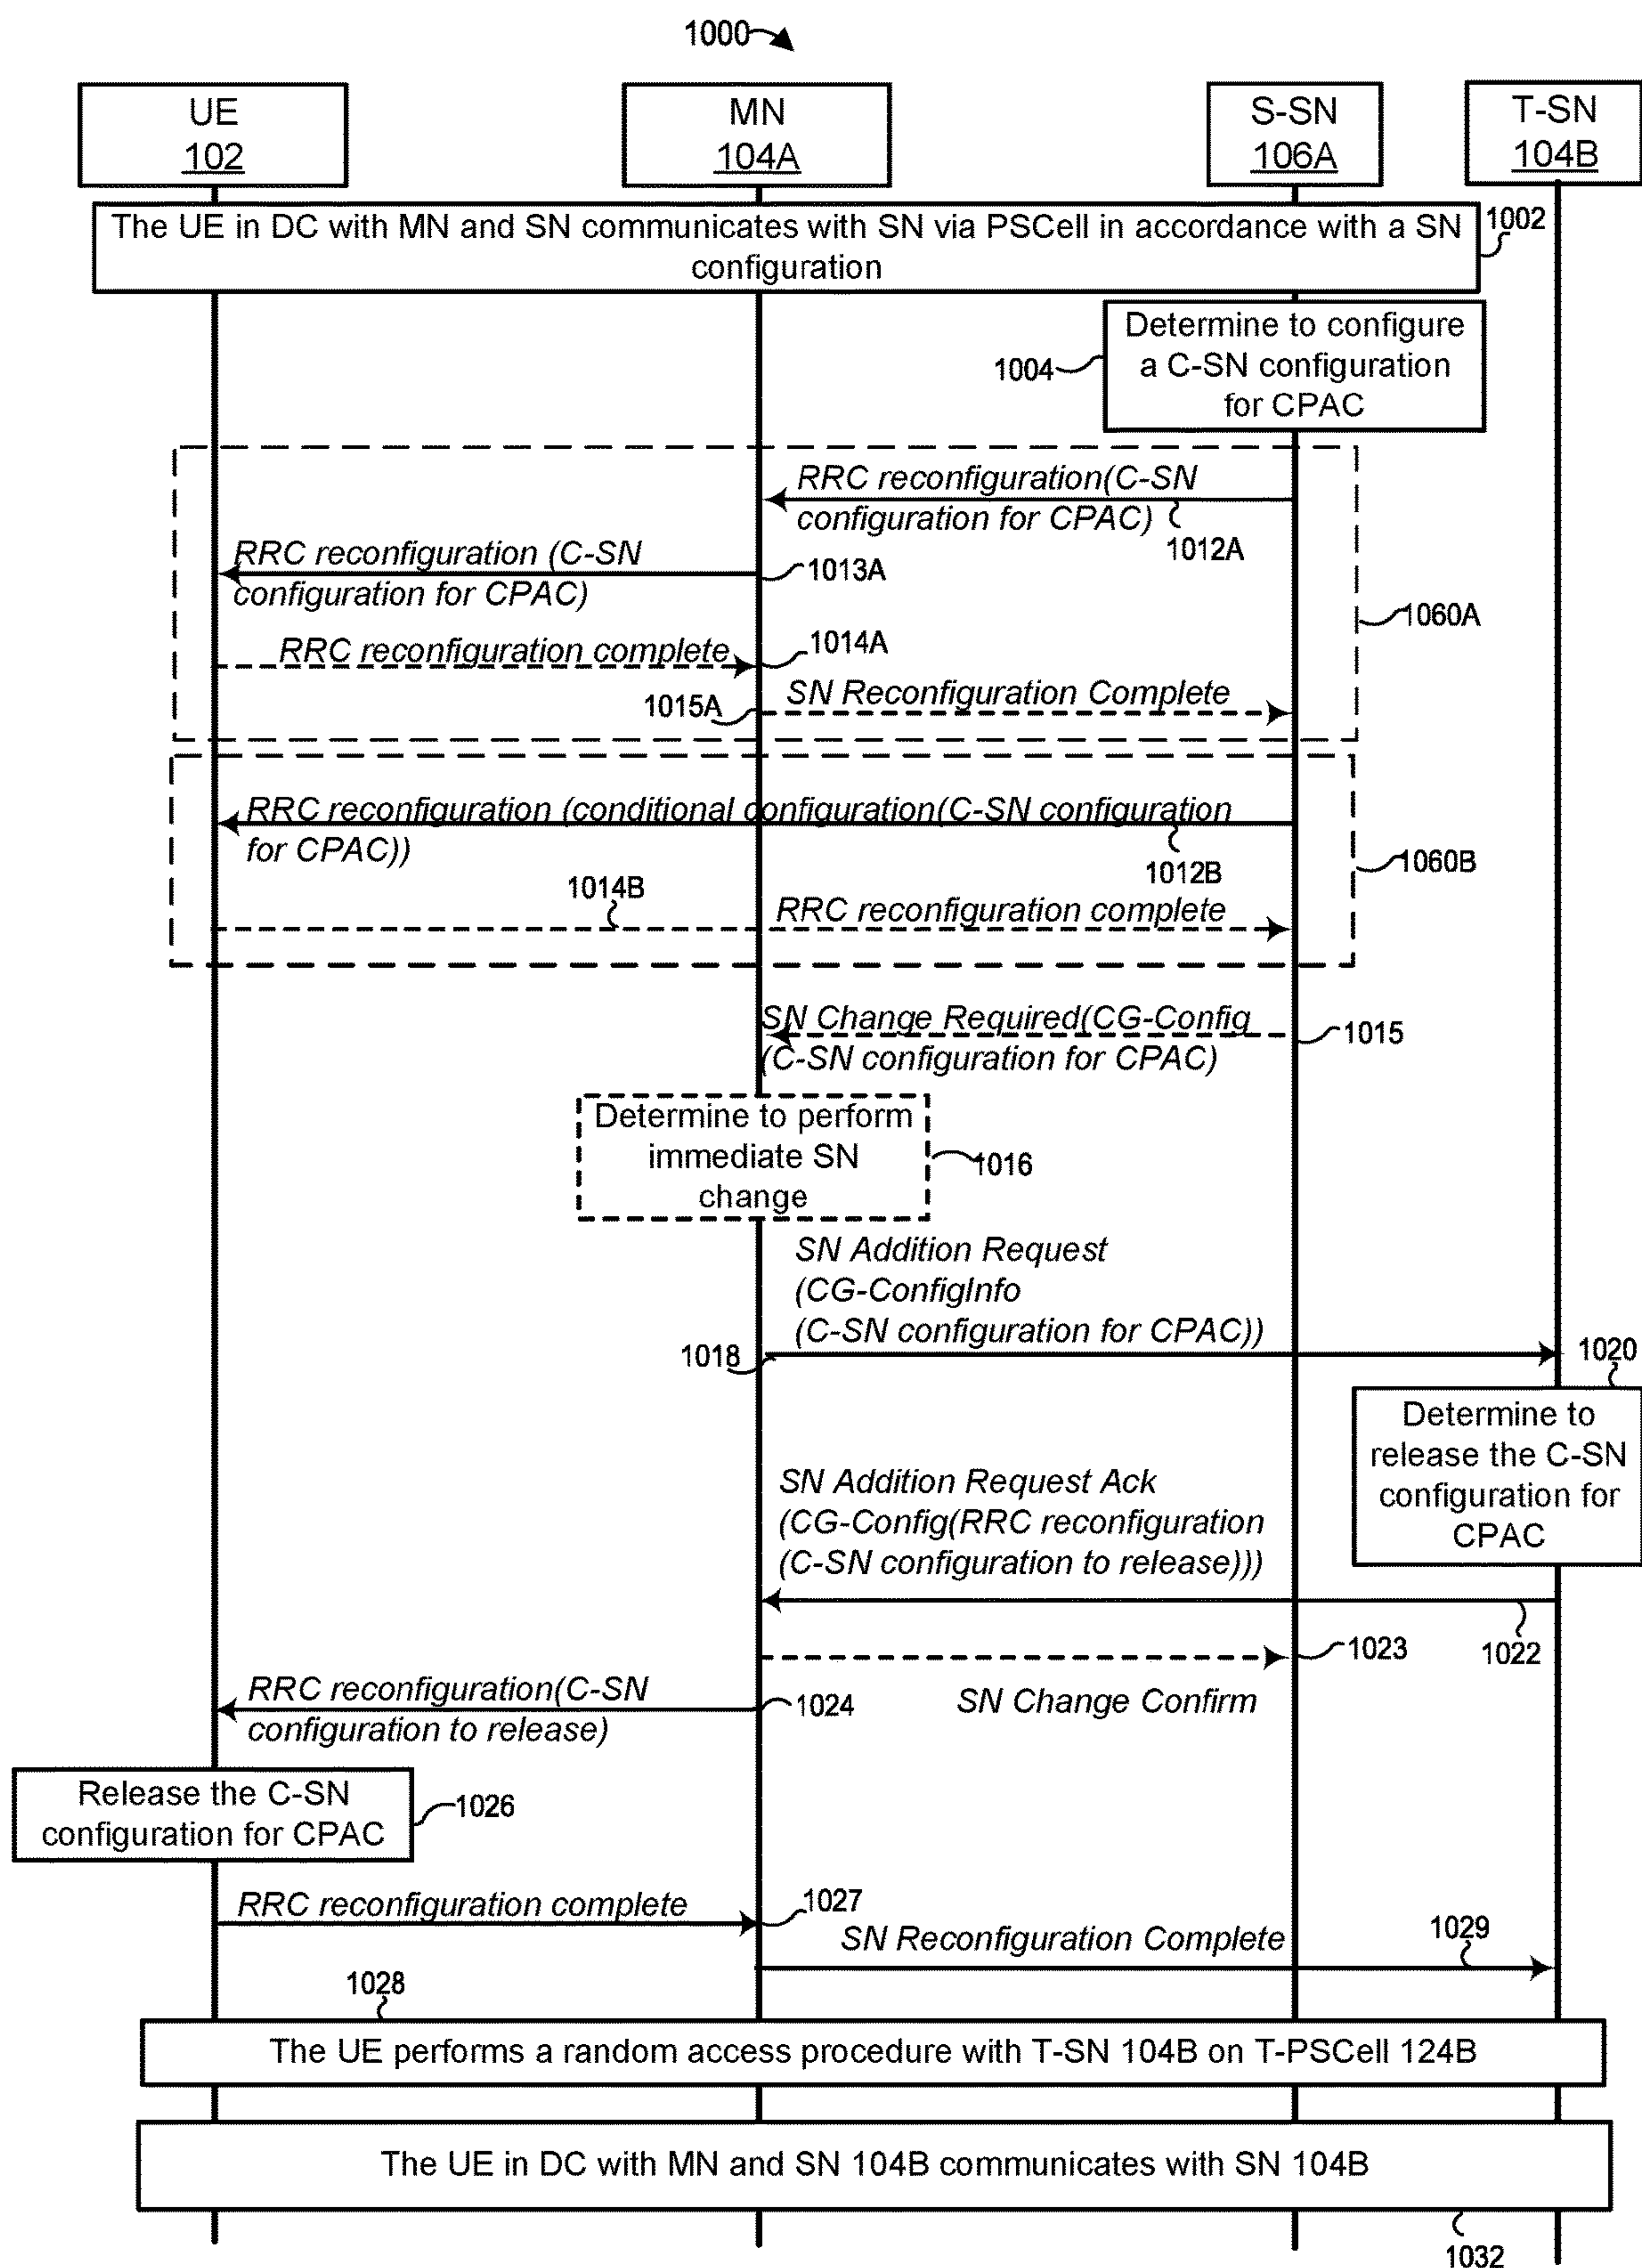 1000
UE
102
MN
104A
S-SN
106A
T-SN
104B
The UE in DC with MN and SN communicates with SN via PSCell in accordance with a SN
configuration
1002
Determine to configure
a C-SN configuration
for CPAC
1004
RRC reconfiguration(C-SN
configuration for CPAC)
1012A
RRC reconfiguration (C-SN
configuration for CPAC)
1013A
1060A
RRC reconfiguration complete
1014A
SN Reconfiguration Complete
1015A
RRC reconfiguration (conditional configuration(C-SN configuration
for CPAC))
1012B
1060B
1014B
RRC reconfiguration complete
SN Change Required(CG-Config
(C-SN configuration for CPAC)
1015
Determine to perform
immediate SN
change
1016
SN Addition Request
(CG-ConfigInfo
(C-SN configuration for CPAC))
1018
1020
Determine to
release the C-SN
configuration for
CPAC
SN Addition Request Ack
(CG-Config(RRC reconfiguration
(C-SN configuration to release)))
1022
1023
SN Change Confirm
RRC reconfiguration(C-SN
configuration to release)
1024
Release the C-SN
configuration for CPAC
1026
RRC reconfiguration complete
1027
SN Reconfiguration Complete
1029
1028
The UE performs a random access procedure with T-SN 104B on T-PSCell 124B
The UE in DC with MN and SN 104B communicates with SN 104B
1032